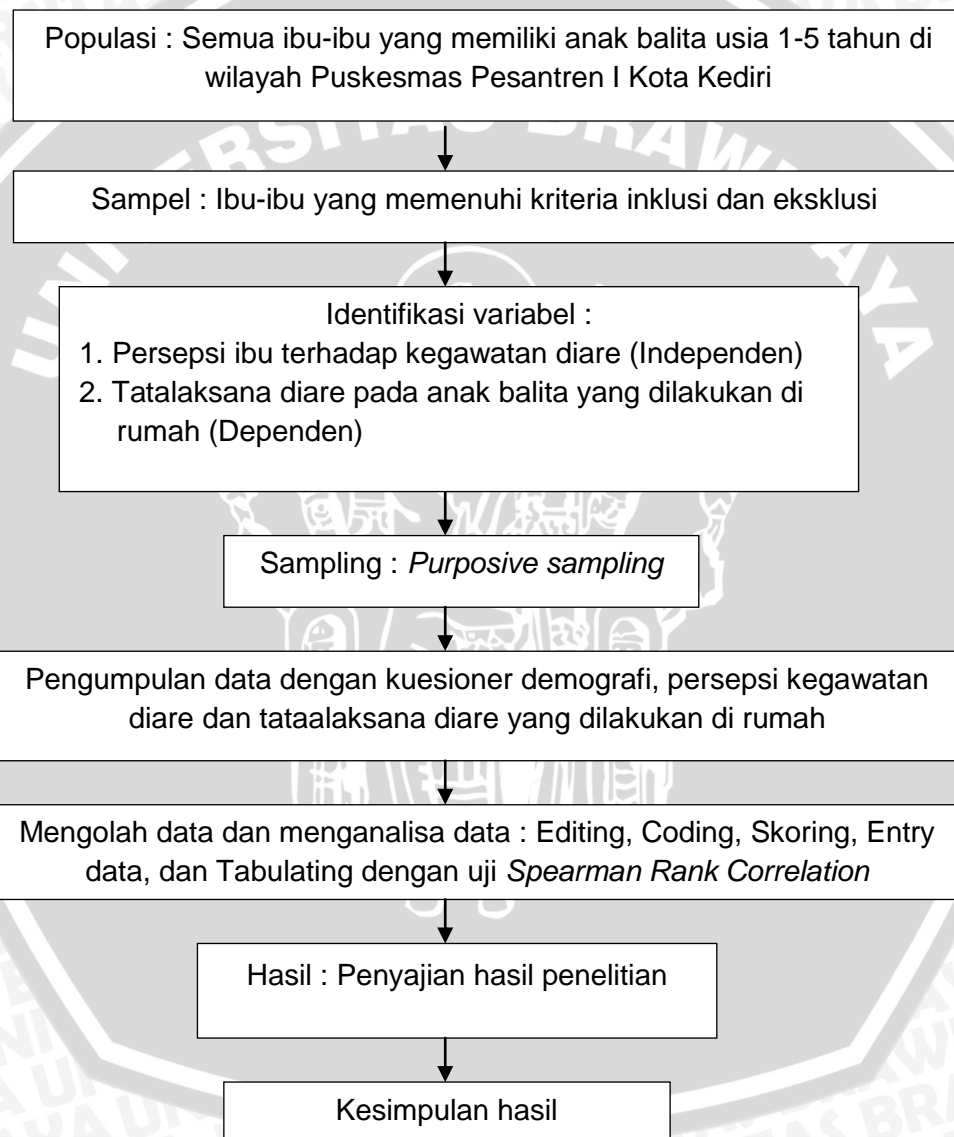 Populasi : Semua ibu-ibu yang memiliki anak balita usia 1-5 tahun di
wilayah Puskesmas Pesantren I Kota Kediri
Sampel : Ibu-ibu yang memenuhi kriteria inklusi dan eksklusi
Identifikasi variabel :
1. Persepsi ibu terhadap kegawatan diare (Independen)
2. Tatalaksana diare pada anak balita yang dilakukan di
rumah (Dependen)
Sampling : Purposive sampling
Pengumpulan data dengan kuesioner demografi, persepsi kegawatan
diare dan tataalaksana diare yang dilakukan di rumah
Mengolah data dan menganalisa data : Editing, Coding, Skoring, Entry
data, dan Tabulating dengan uji Spearman Rank Correlation
Hasil : Penyajian hasil penelitian
Kesimpulan hasil